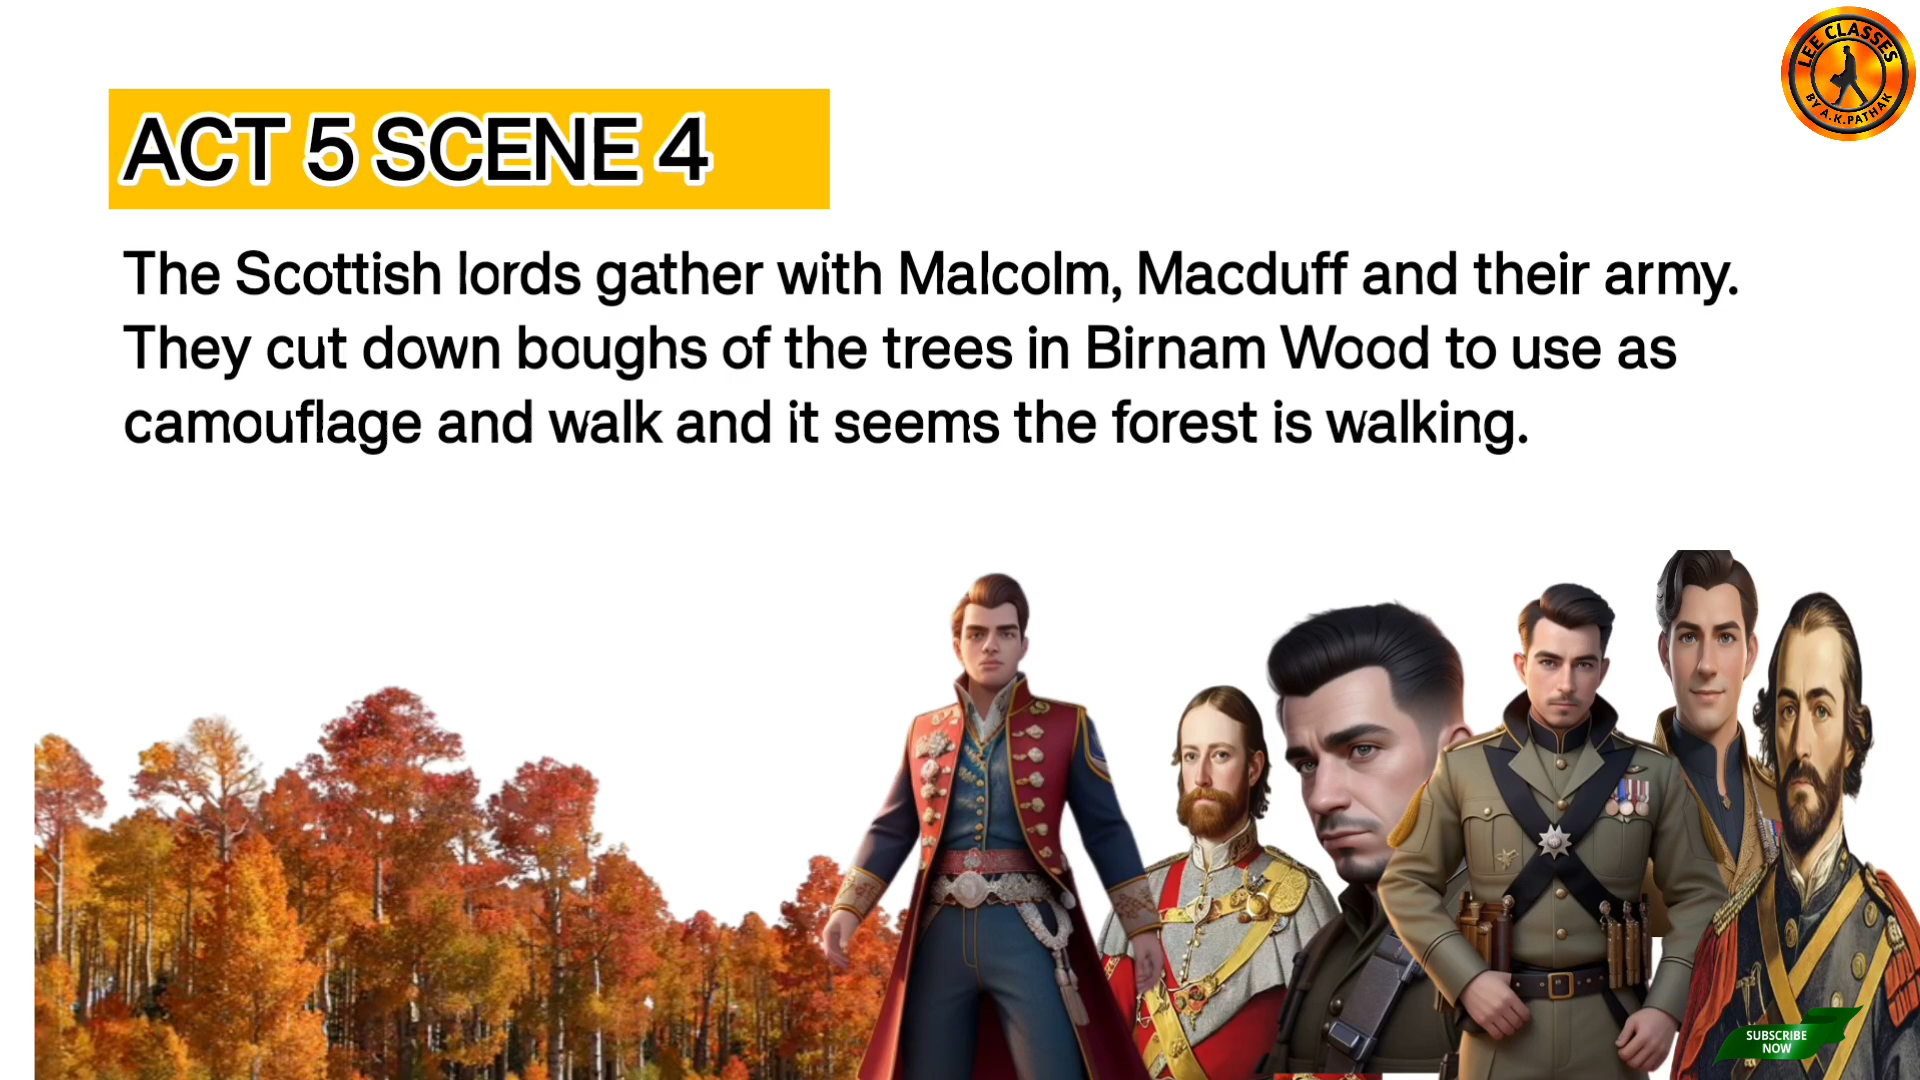 LEE CLASSES
BY A.K.PATHAK
ACT 5 SCENE 4
The Scottish lords gather with Malcolm, Macduff and their army.
They cut down boughs of the trees in Birnam Wood to use as
camouflage and walk and it seems the forest is walking.
SUBSCRIBE
NOW